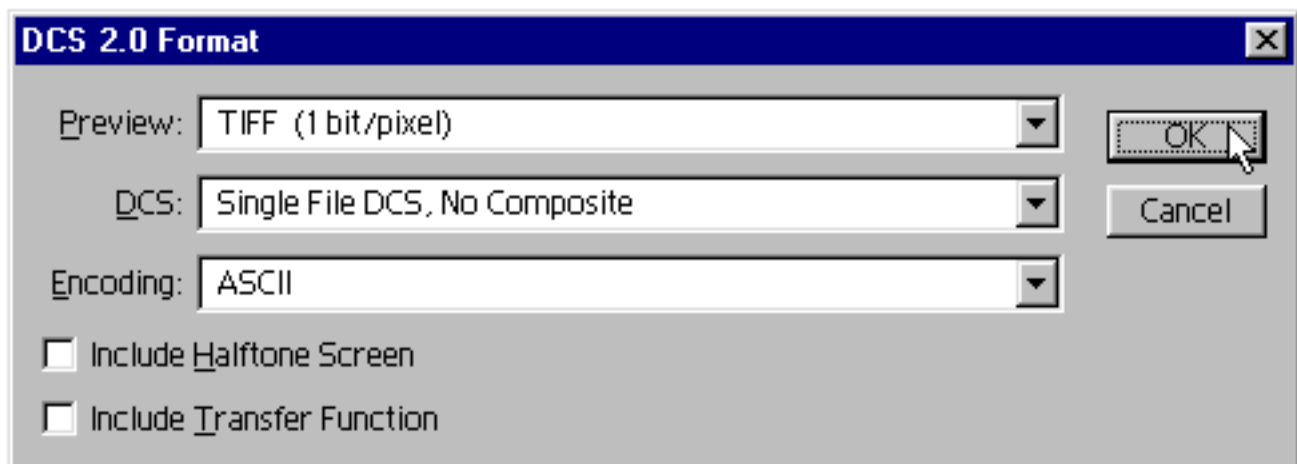 DCS 2.0 Format
Preview: TIFF (1 bit/pixel)
OK
DCS: Single File DCS, No Composite
Cancel
Encoding: ASCII
Include Halftone Screen
Include Transfer Function